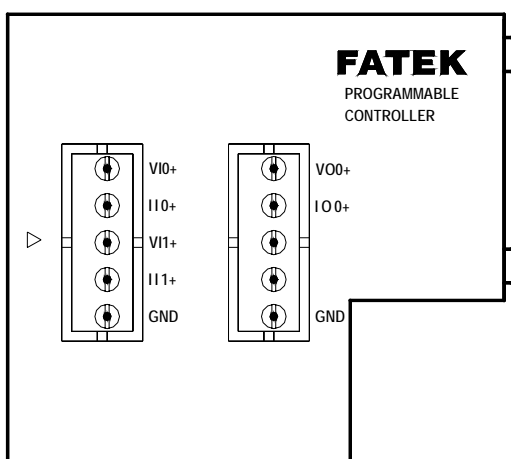 FATEK
PROGRAMMABLE
CONTROLLER
VI0+
II0+
VI1+
II1+
GND
VO0+
IO0+
GND